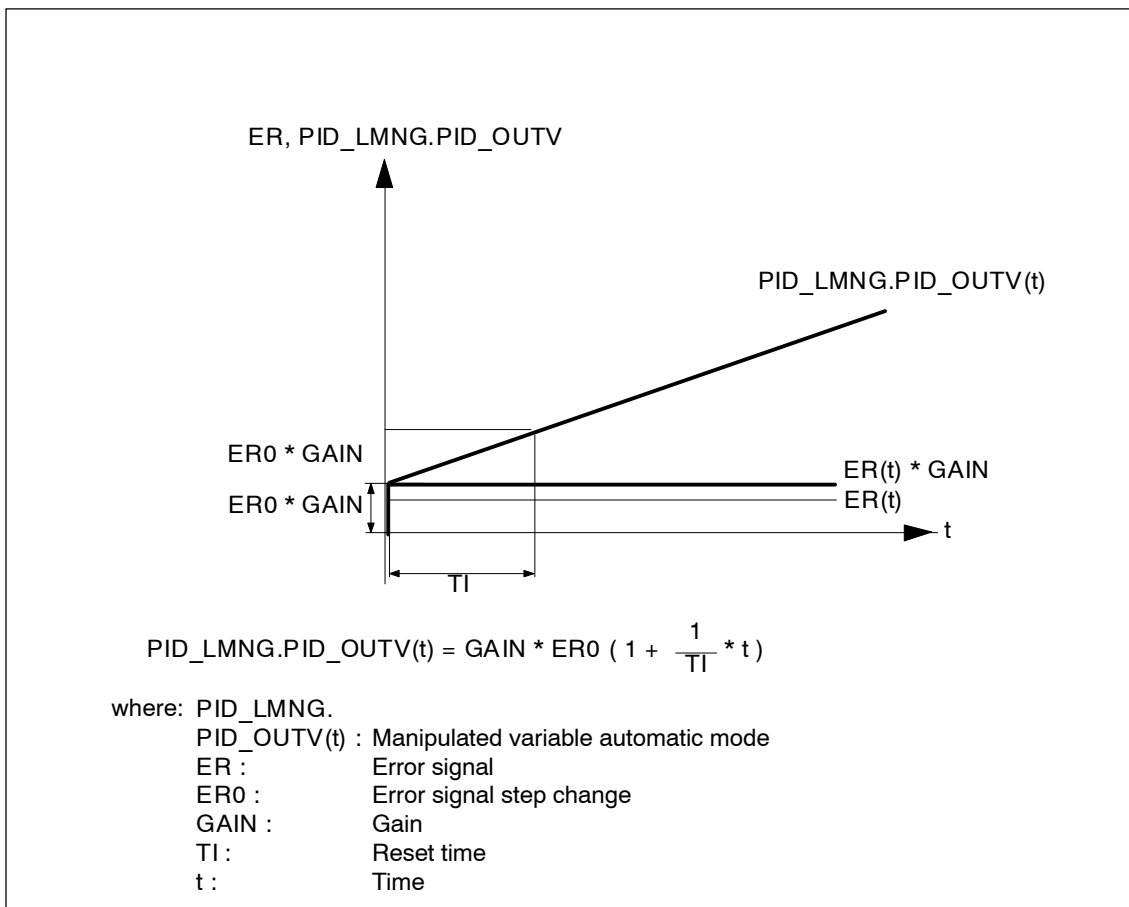 ER, PID_LMNG.PID_OUTV
PID_LMNG.PID_OUTV(t)
ER0 * GAIN
ER(t) * GAIN
ER0 * GAIN
ER(t)
t
TI
PID_LMNG.PID_OUTV(t) = GAIN * ER0 ( 1 + 1/TI * t )
where: PID_LMNG.
PID_OUTV(t) : Manipulated variable automatic mode
ER : Error signal
ER0 : Error signal step change
GAIN : Gain
TI : Reset time
t : Time